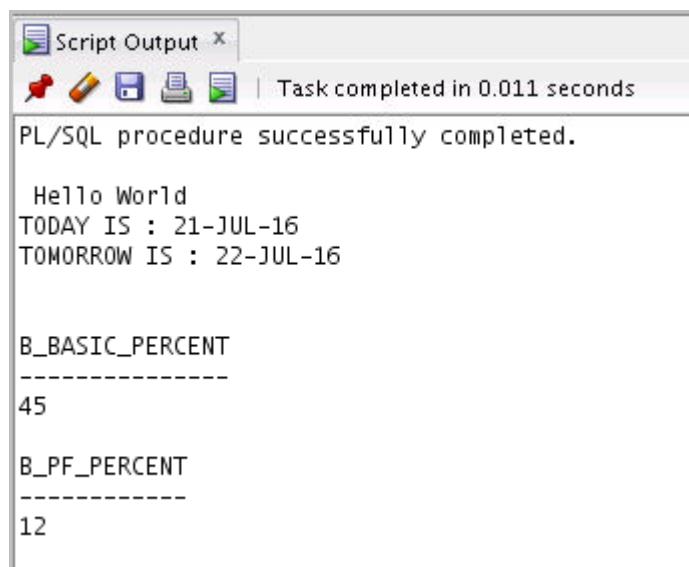 Script Output x
Task completed in 0.011 seconds
PL/SQL procedure successfully completed.
Hello World
TODAY IS : 21-JUL-16
TOMORROW IS : 22-JUL-16
B_BASIC_PERCENT
---------------
45
B_PF_PERCENT
------------
12